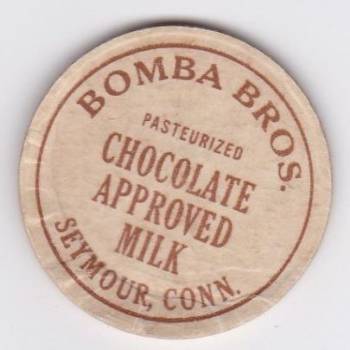 BOMBA BROS.
PASTEURIZED
CHOCOLATE
APPROVED
MILK
SEYMOUR, CONN.